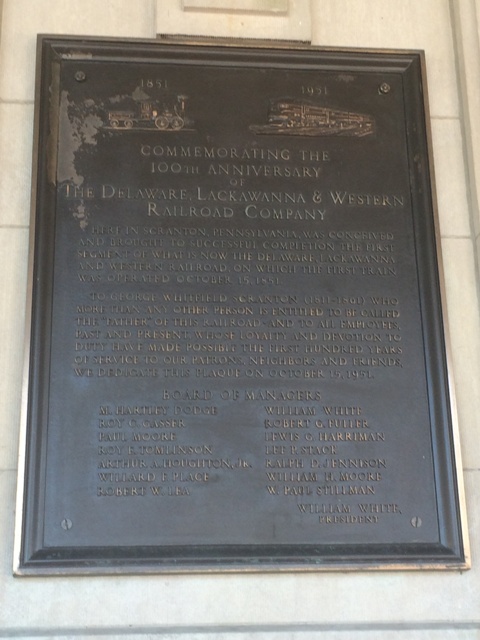 1851 1951
COMMEMORATING THE
100TH ANNIVERSARY
OF
THE DELAWARE, LACKAWANNA & WESTERN
RAILROAD COMPANY
HERE IN SCRANTON, PENNSYLVANIA, WAS CONCEIVED
AND BROUGHT TO SUCCESSFUL COMPLETION THE FIRST
SEGMENT OF WHAT IS NOW THE DELAWARE, LACKAWANNA
AND WESTERN RAILROAD, ON WHICH THE FIRST TRAIN
WAS OPERATED OCTOBER 15, 1851.
TO GEORGE WHITFIELD SCRANTON (1811-1861) WHO
MORE THAN ANY OTHER PERSON IS ENTITLED TO BE CALLED
THE "FATHER" OF THIS RAILROAD, AND TO ALL EMPLOYEES,
PAST AND PRESENT, WHOSE LOYALTY AND DEVOTION TO
DUTY HAVE MADE POSSIBLE THE FIRST HUNDRED YEARS
OF SERVICE TO OUR PATRONS, NEIGHBORS AND FRIENDS,
WE DEDICATE THIS PLAQUE ON OCTOBER 15, 1951.
BOARD OF MANAGERS
M. HARTLEY DODGE WILLIAM WHITE
ROY C. GASSER ROBERT G. FULLER
PAUL MOORE LEWIS G. HARRIMAN
ROY F. TOMLINSON LEE P. STACK
ARTHUR A. HOUGHTON, JR. RALPH D. JENNISON
WILLARD F. PLACE WILLIAM H. MOORE
ROBERT W. LEA W. PAUL STILLMAN
WILLIAM WHITE,
PRESIDENT